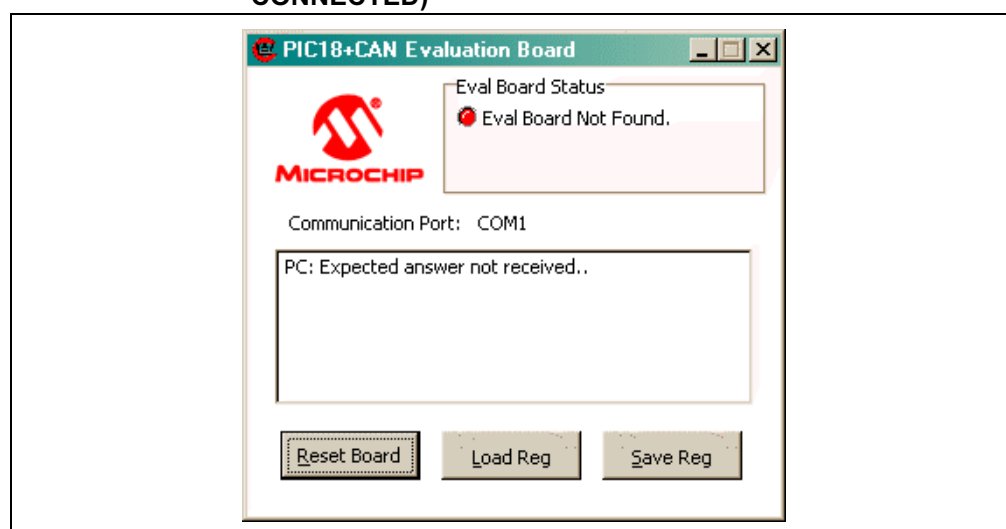 CONNECTED)
PIC18+CAN Evaluation Board
Eval Board Status
Eval Board Not Found.
MICROCHIP
Communication Port: COM1
PC: Expected answer not received..
Reset Board Load Reg Save Reg